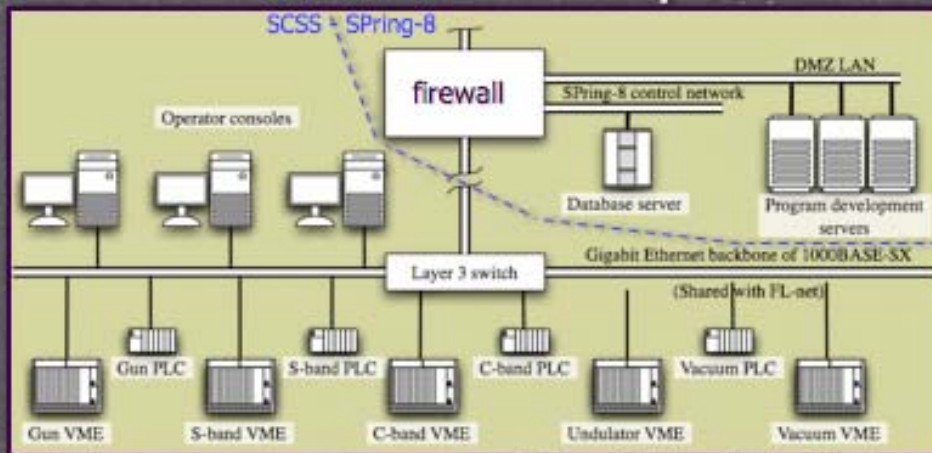 SCSS - SPring-8
firewall
DMZ LAN
SPring-8 control network
Operator consoles
Database server
Program development
servers
Gigabit Ethernet backbone of 1000BASE-SX
Layer 3 switch
(Shared with FL-net)
Gun PLC
S-band PLC
C-band PLC
Vacuum PLC
Gun VME
S-band VME
C-band VME
Undulator VME
Vacuum VME